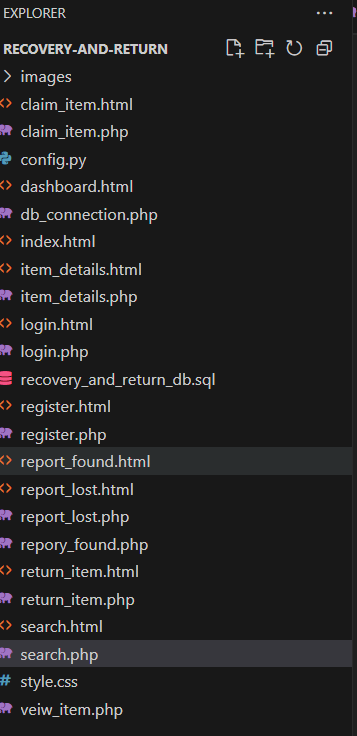 EXPLORER
RECOVERY-AND-RETURN
images
claim_item.html
claim_item.php
config.py
dashboard.html
db_connection.php
index.html
item_details.html
item_details.php
login.html
login.php
recovery_and_return_db.sql
register.html
register.php
report_found.html
report_lost.html
report_lost.php
repory_found.php
return_item.html
return_item.php
search.html
search.php
style.css
veiw_item.php